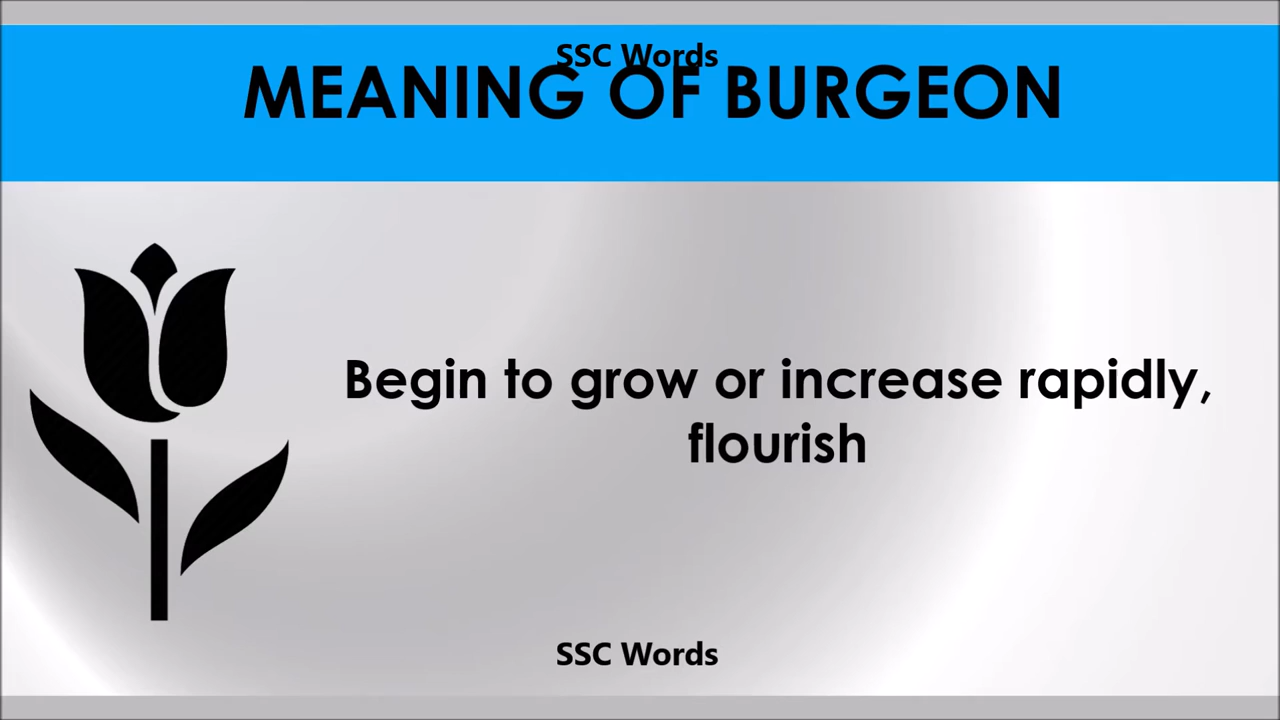 SSC Words
MEANING OF BURGEON
Begin to grow or increase rapidly,
flourish
SSC Words